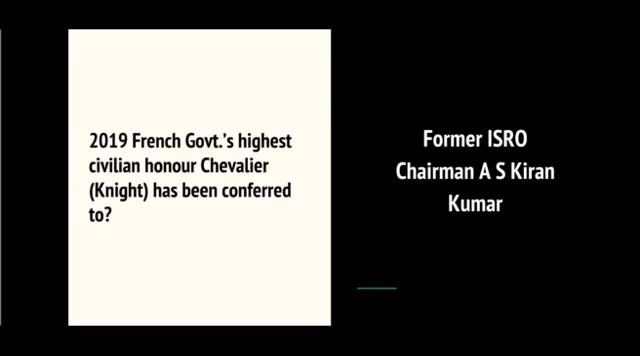 2019 French Govt.'s highest
civilian honour Chevalier
(Knight) has been conferred
to?
Former ISRO
Chairman A S Kiran
Kumar